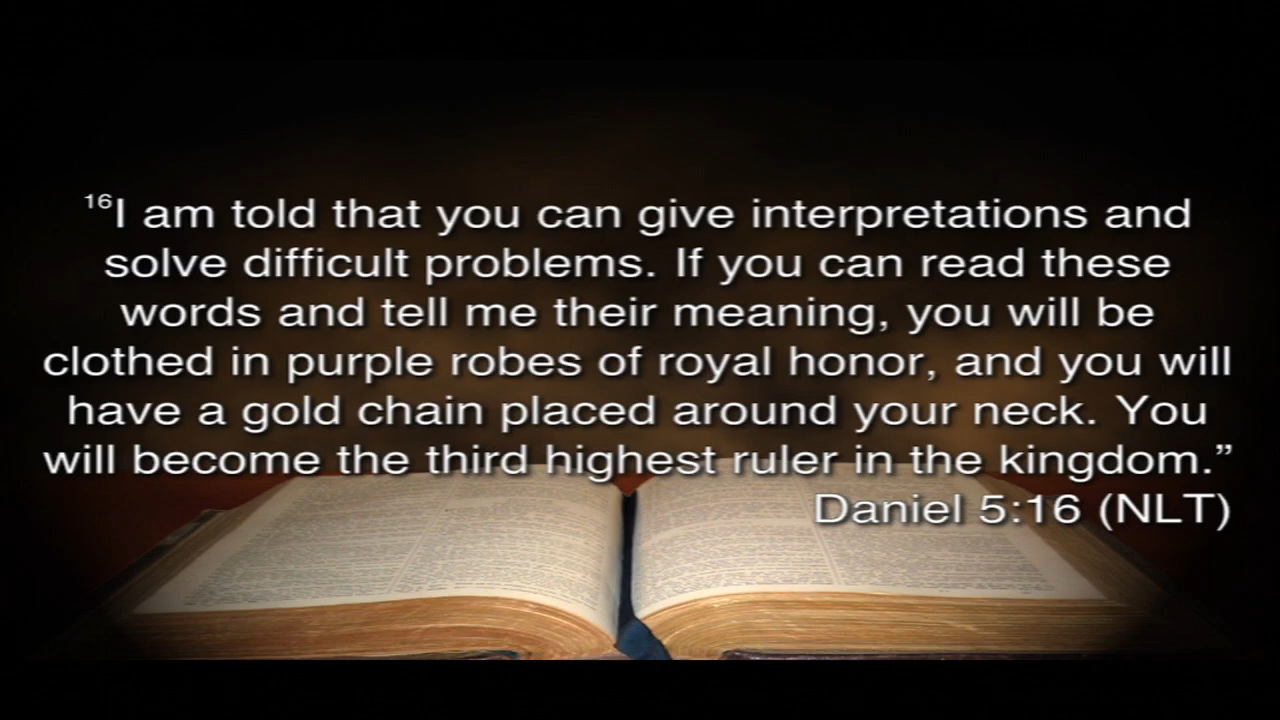 ¹⁶I am told that you can give interpretations and
solve difficult problems. If you can read these
words and tell me their meaning, you will be
clothed in purple robes of royal honor, and you will
have a gold chain placed around your neck. You
will become the third highest ruler in the kingdom.”
Daniel 5:16 (NLT)